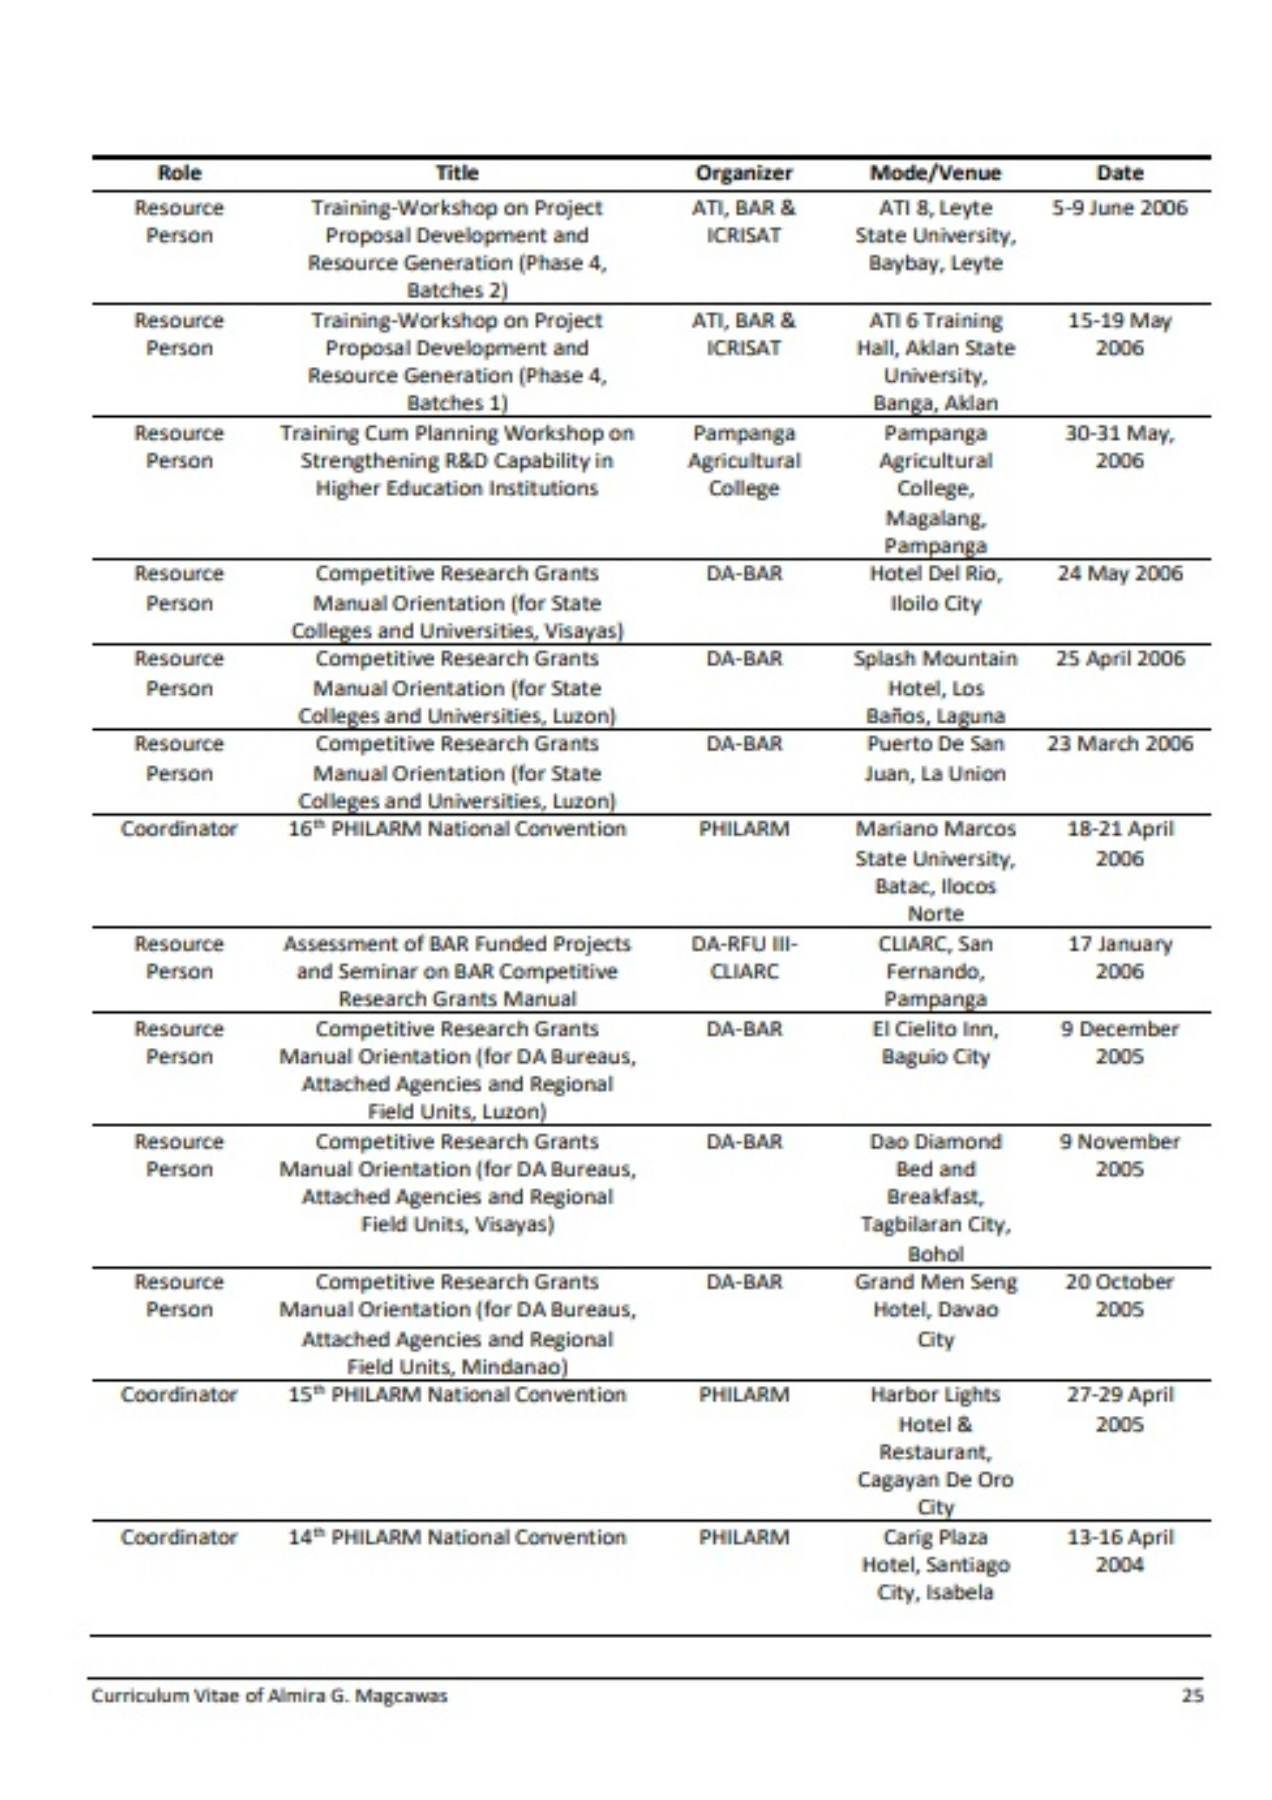 Role Title Organizer Mode/Venue Date
Resource Training-Workshop on Project ATI, BAR & ATI 8, Leyte 5-9 June 2006
Person Proposal Development and ICRISAT State University,
Resource Generation (Phase 4, Baybay, Leyte
Batches 2)
Resource Training-Workshop on Project ATI, BAR & ATI 6 Training 15-19 May
Person Proposal Development and ICRISAT Hall, Aklan State 2006
Resource Generation (Phase 4, University,
Batches 1) Banga, Aklan
Resource Training Cum Planning Workshop on Pampanga Pampanga 30-31 May,
Person Strengthening R&D Capability in Agricultural Agricultural 2006
Higher Education Institutions College College,
Magalang,
Pampanga
Resource Competitive Research Grants DA-BAR Hotel Del Rio, 24 May 2006
Person Manual Orientation (for State Iloilo City
Colleges and Universities, Visayas)
Resource Competitive Research Grants DA-BAR Splash Mountain 25 April 2006
Person Manual Orientation (for State Hotel, Los
Colleges and Universities, Luzon) Baños, Laguna
Resource Competitive Research Grants DA-BAR Puerto De San 23 March 2006
Person Manual Orientation (for State Juan, La Union
Colleges and Universities, Luzon)
Coordinator 16th PHILARM National Convention PHILARM Mariano Marcos 18-21 April
State University, 2006
Batac, Ilocos
Norte
Resource Assessment of BAR Funded Projects DA-RFU III- CLIARC, San 17 January
Person and Seminar on BAR Competitive CLIARC Fernando, 2006
Research Grants Manual Pampanga
Resource Competitive Research Grants DA-BAR El Cielito Inn, 9 December
Person Manual Orientation (for DA Bureaus, Baguio City 2005
Attached Agencies and Regional
Field Units, Luzon)
Resource Competitive Research Grants DA-BAR Dao Diamond 9 November
Person Manual Orientation (for DA Bureaus, Bed and 2005
Attached Agencies and Regional Breakfast,
Field Units, Visayas) Tagbilaran City,
Bohol
Resource Competitive Research Grants DA-BAR Grand Men Seng 20 October
Person Manual Orientation (for DA Bureaus, Hotel, Davao 2005
Attached Agencies and Regional City
Field Units, Mindanao)
Coordinator 15th PHILARM National Convention PHILARM Harbor Lights 27-29 April
Hotel & 2005
Restaurant,
Cagayan De Oro
City
Coordinator 14th PHILARM National Convention PHILARM Carig Plaza 13-16 April
Hotel, Santiago 2004
City, Isabela
Curriculum Vitae of Almira G. Magcawas 25